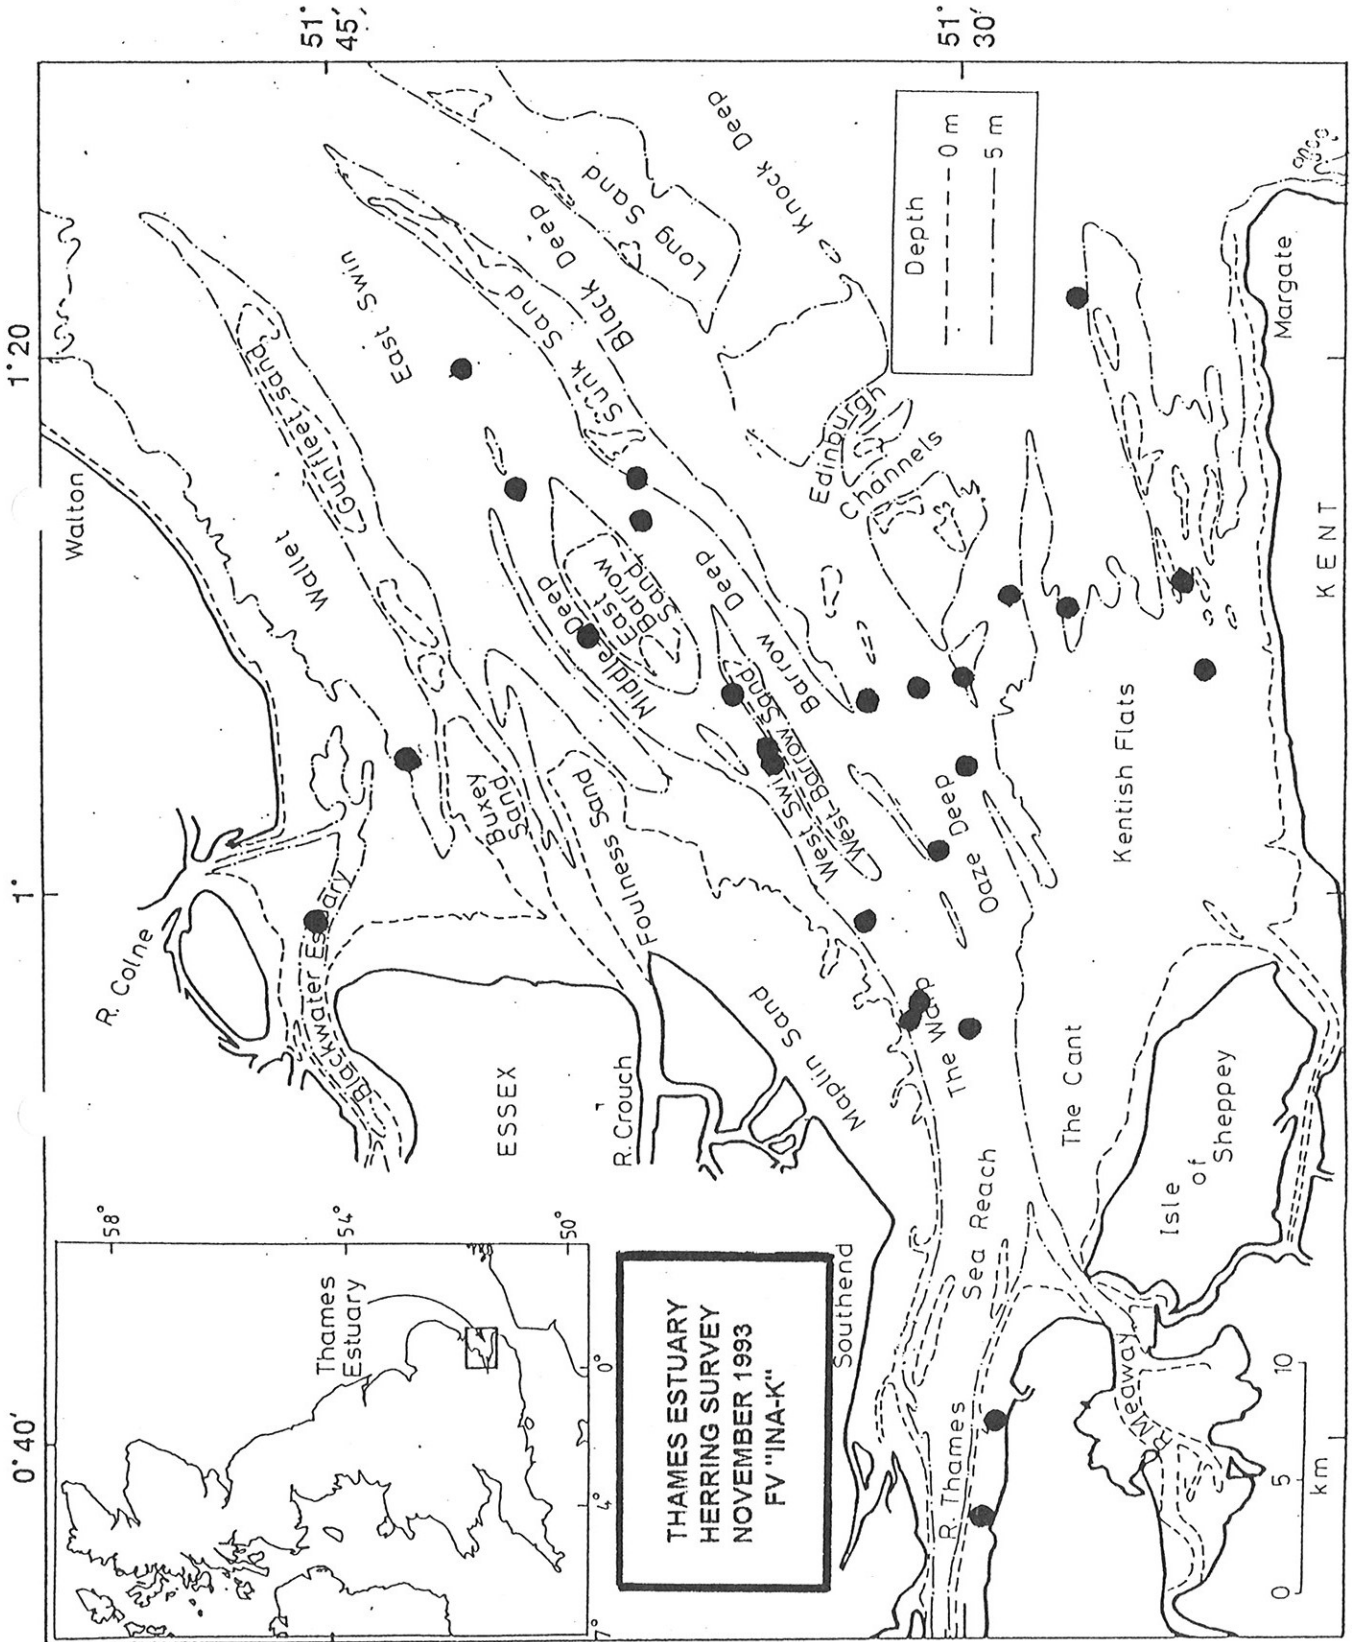 51°
45'
51°
30'
0° 40'
1°
1° 20
58°
54°
50°
0°
4°
7°
Thames
Estuary
THAMES ESTUARY
HERRING SURVEY
NOVEMBER 1993
FV "INA-K"
R. Colne
Walton
Wallet
Gunfleet sand
East Swin
Blackwater Estuary
ESSEX
Buxey
Sand
R. Crouch
Foulness Sand
Middle Deep
East
Barrow
Sand
Barrow
Sand
Sunk Sand
Black Deep
Long Sand
Knock Deep
Maplin Sand
West Swin
West-Barrow Sand
Barrow Deep
Edinburgh
Channels
Depth
0 m
5 m
Southend
The Warp
Oaze Deep
Sea Reach
R. Thames
The Cant
Kentish Flats
Isle
of
Sheppey
R Meaway
Margate
KENT
0 5 10
km